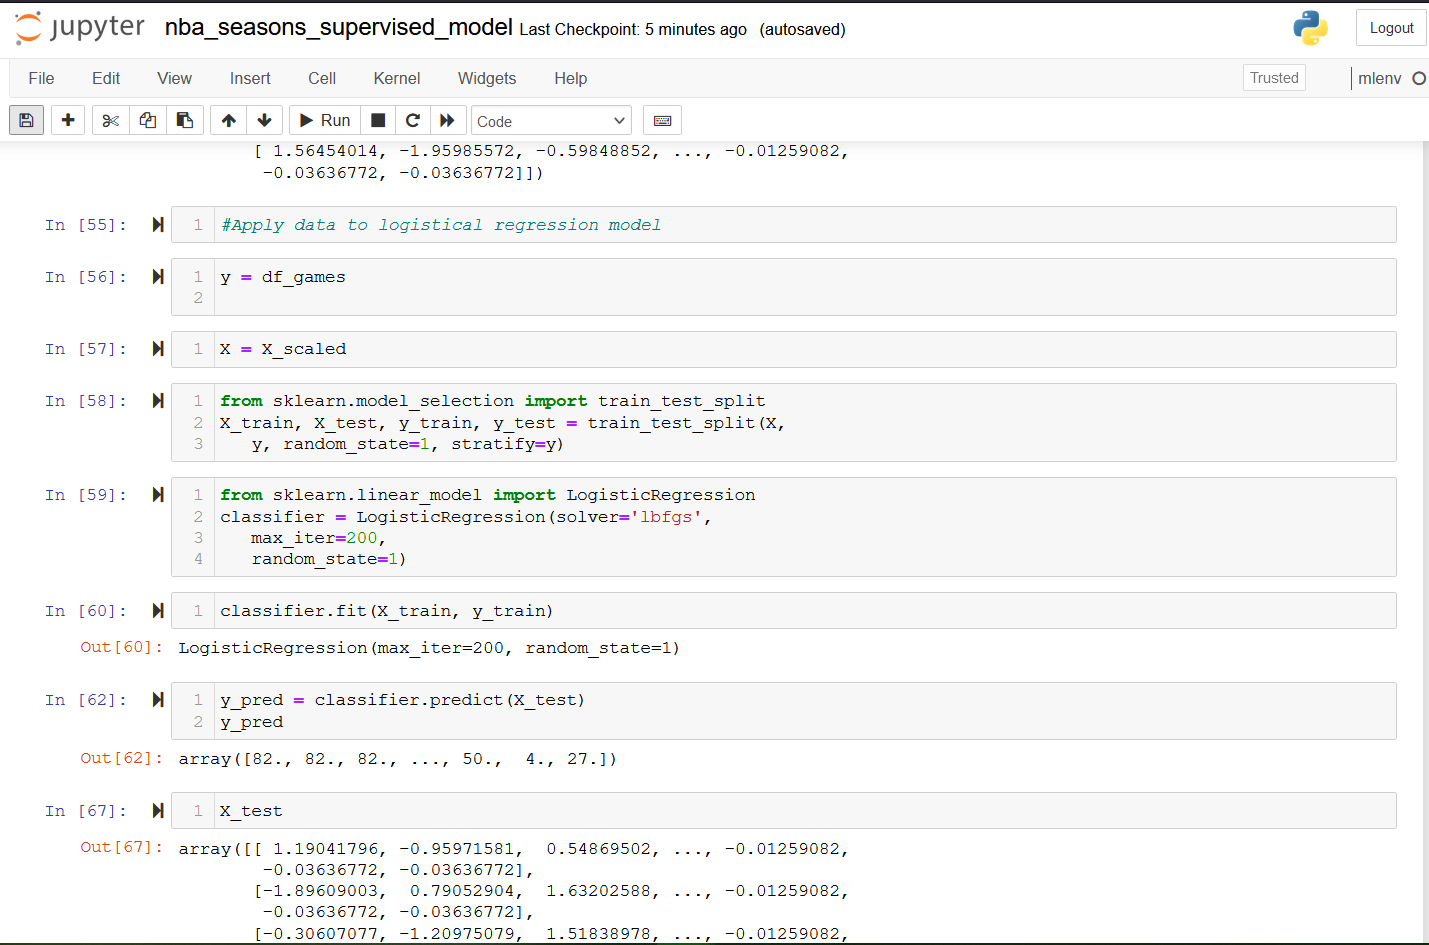 jupyter nba_seasons_supervised_model Last Checkpoint: 5 minutes ago (autosaved) Logout
File Edit View Insert Cell Kernel Widgets Help Trusted mlenv
Run Code
[ 1.56454014, -1.95985572, -0.59848852, ..., -0.01259082,
-0.03636772, -0.03636772]])
In [55]: 1 #Apply data to logistical regression model
In [56]: 1 y = df_games
2
In [57]: 1 X = X_scaled
In [58]: 1 from sklearn.model_selection import train_test_split
2 X_train, X_test, y_train, y_test = train_test_split(X,
3 y, random_state=1, stratify=y)
In [59]: 1 from sklearn.linear_model import LogisticRegression
2 classifier = LogisticRegression(solver='lbfgs',
3 max_iter=200,
4 random_state=1)
In [60]: 1 classifier.fit(X_train, y_train)
Out[60]: LogisticRegression(max_iter=200, random_state=1)
In [62]: 1 y_pred = classifier.predict(X_test)
2 y_pred
Out[62]: array([82., 82., 82., ..., 50., 4., 27.])
In [67]: 1 X_test
Out[67]: array([[ 1.19041796, -0.95971581, 0.54869502, ..., -0.01259082,
-0.03636772, -0.03636772],
[-1.89609003, 0.79052904, 1.63202588, ..., -0.01259082,
-0.03636772, -0.03636772],
[-0.30607077, -1.20975079, 1.51838978, ..., -0.01259082,